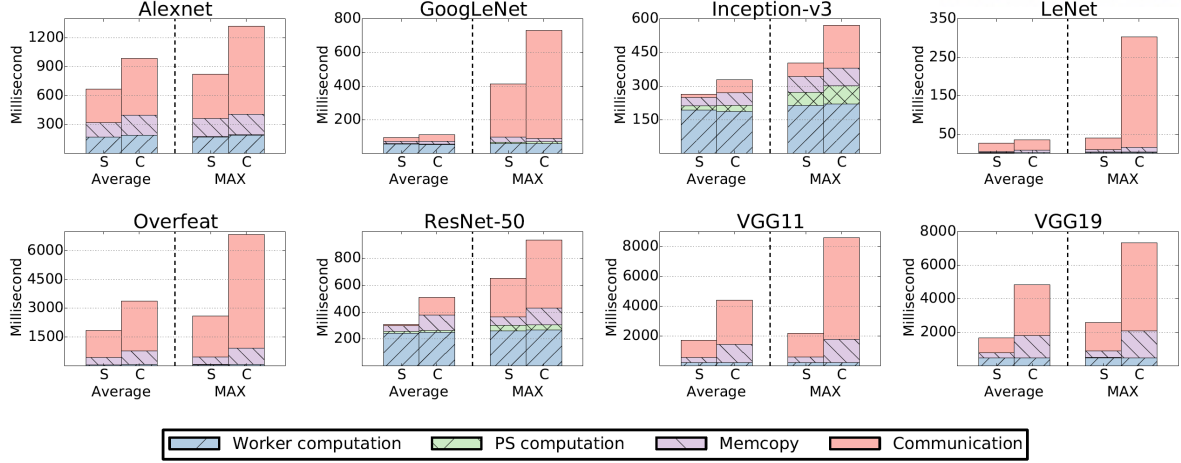 Alexnet
Millisecond
1200
900
600
300
S C S C
Average MAX
GoogLeNet
Millisecond
800
600
400
200
S C S C
Average MAX
Inception-v3
Millisecond
600
450
300
150
S C S C
Average MAX
LeNet
Millisecond
350
250
150
50
S C S C
Average MAX
Overfeat
Millisecond
6000
4500
3000
1500
S C S C
Average MAX
ResNet-50
Millisecond
800
600
400
200
S C S C
Average MAX
VGG11
Millisecond
8000
6000
4000
2000
S C S C
Average MAX
VGG19
Millisecond
8000
6000
4000
2000
S C S C
Average MAX
Worker computation PS computation Memcopy Communication